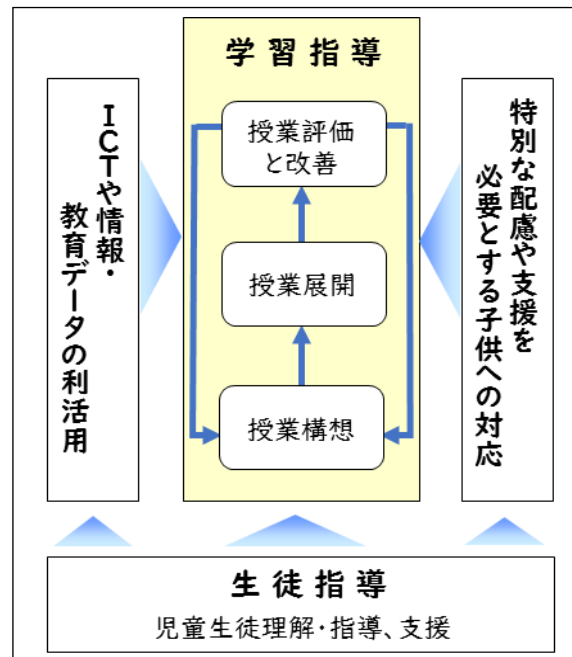 学習指導
授業評価
と改善
授業展開
授業構想
ICTや情報・
教育データの利活用
特別な配慮や支援を
必要とする子供への対応
生徒指導
児童生徒理解・指導、支援